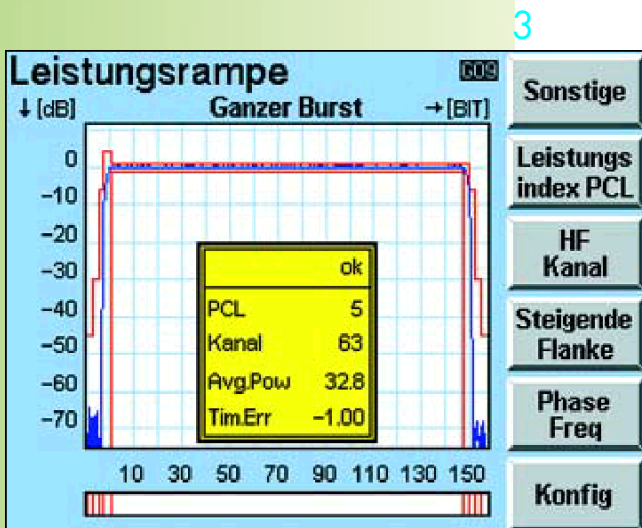 3
Leistungsrampe G09
↓ [dB] Ganzer Burst → [BIT]
0
-10
-20
-30
-40
-50
-60
-70
ok
PCL 5
Kanal 63
Avg.Pow 32.8
Tim.Err -1.00
10 30 50 70 90 110 130 150
Sonstige
Leistungs
index PCL
HF
Kanal
Steigende
Flanke
Phase
Freq
Konfig